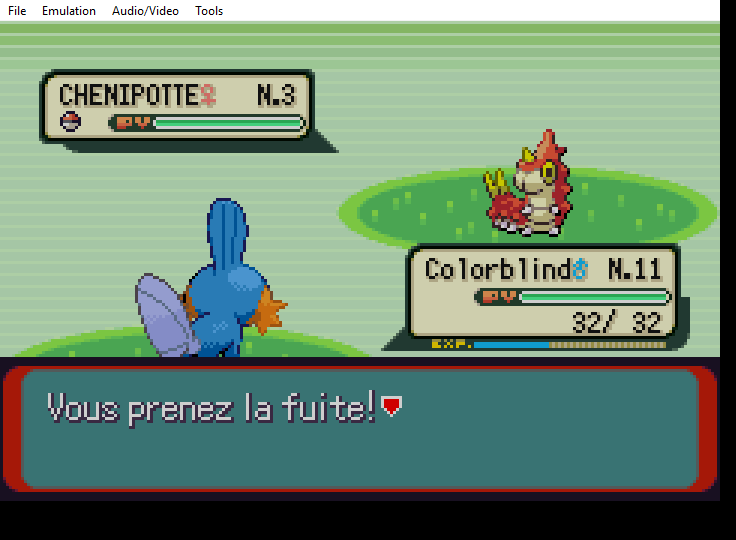 File Emulation Audio/Video Tools
CHENIPOTTE♀ N.3
PV
Colorblind♂ N.11
PV
32/ 32
EXP.
Vous prenez la fuite!